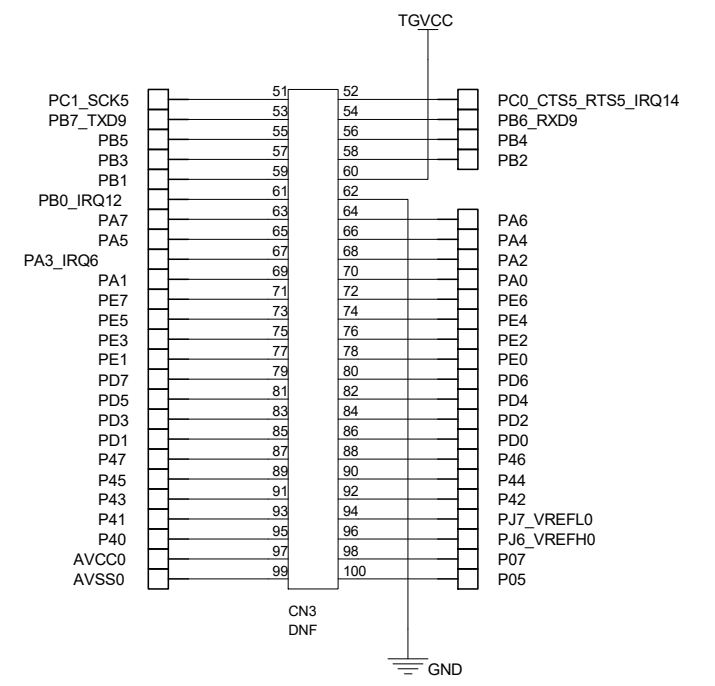 TGVCC
PC1_SCK5 51 52 PC0_CTS5_RTS5_IRQ14
PB7_TXD9 53 54 PB6_RXD9
PB5 55 56 PB4
PB3 57 58 PB2
PB1 59 60
PB0_IRQ12 61 62
PA7 63 64 PA6
PA5 65 66 PA4
PA3_IRQ6 67 68 PA2
PA1 69 70 PA0
PE7 71 72 PE6
PE5 73 74 PE4
PE3 75 76 PE2
PE1 77 78 PE0
PD7 79 80 PD6
PD5 81 82 PD4
PD3 83 84 PD2
PD1 85 86 PD0
P47 87 88 P46
P45 89 90 P44
P43 91 92 P42
P41 93 94 PJ7_VREFL0
P40 95 96 PJ6_VREFH0
AVCC0 97 98 P07
AVSS0 99 100 P05
CN3
DNF
GND